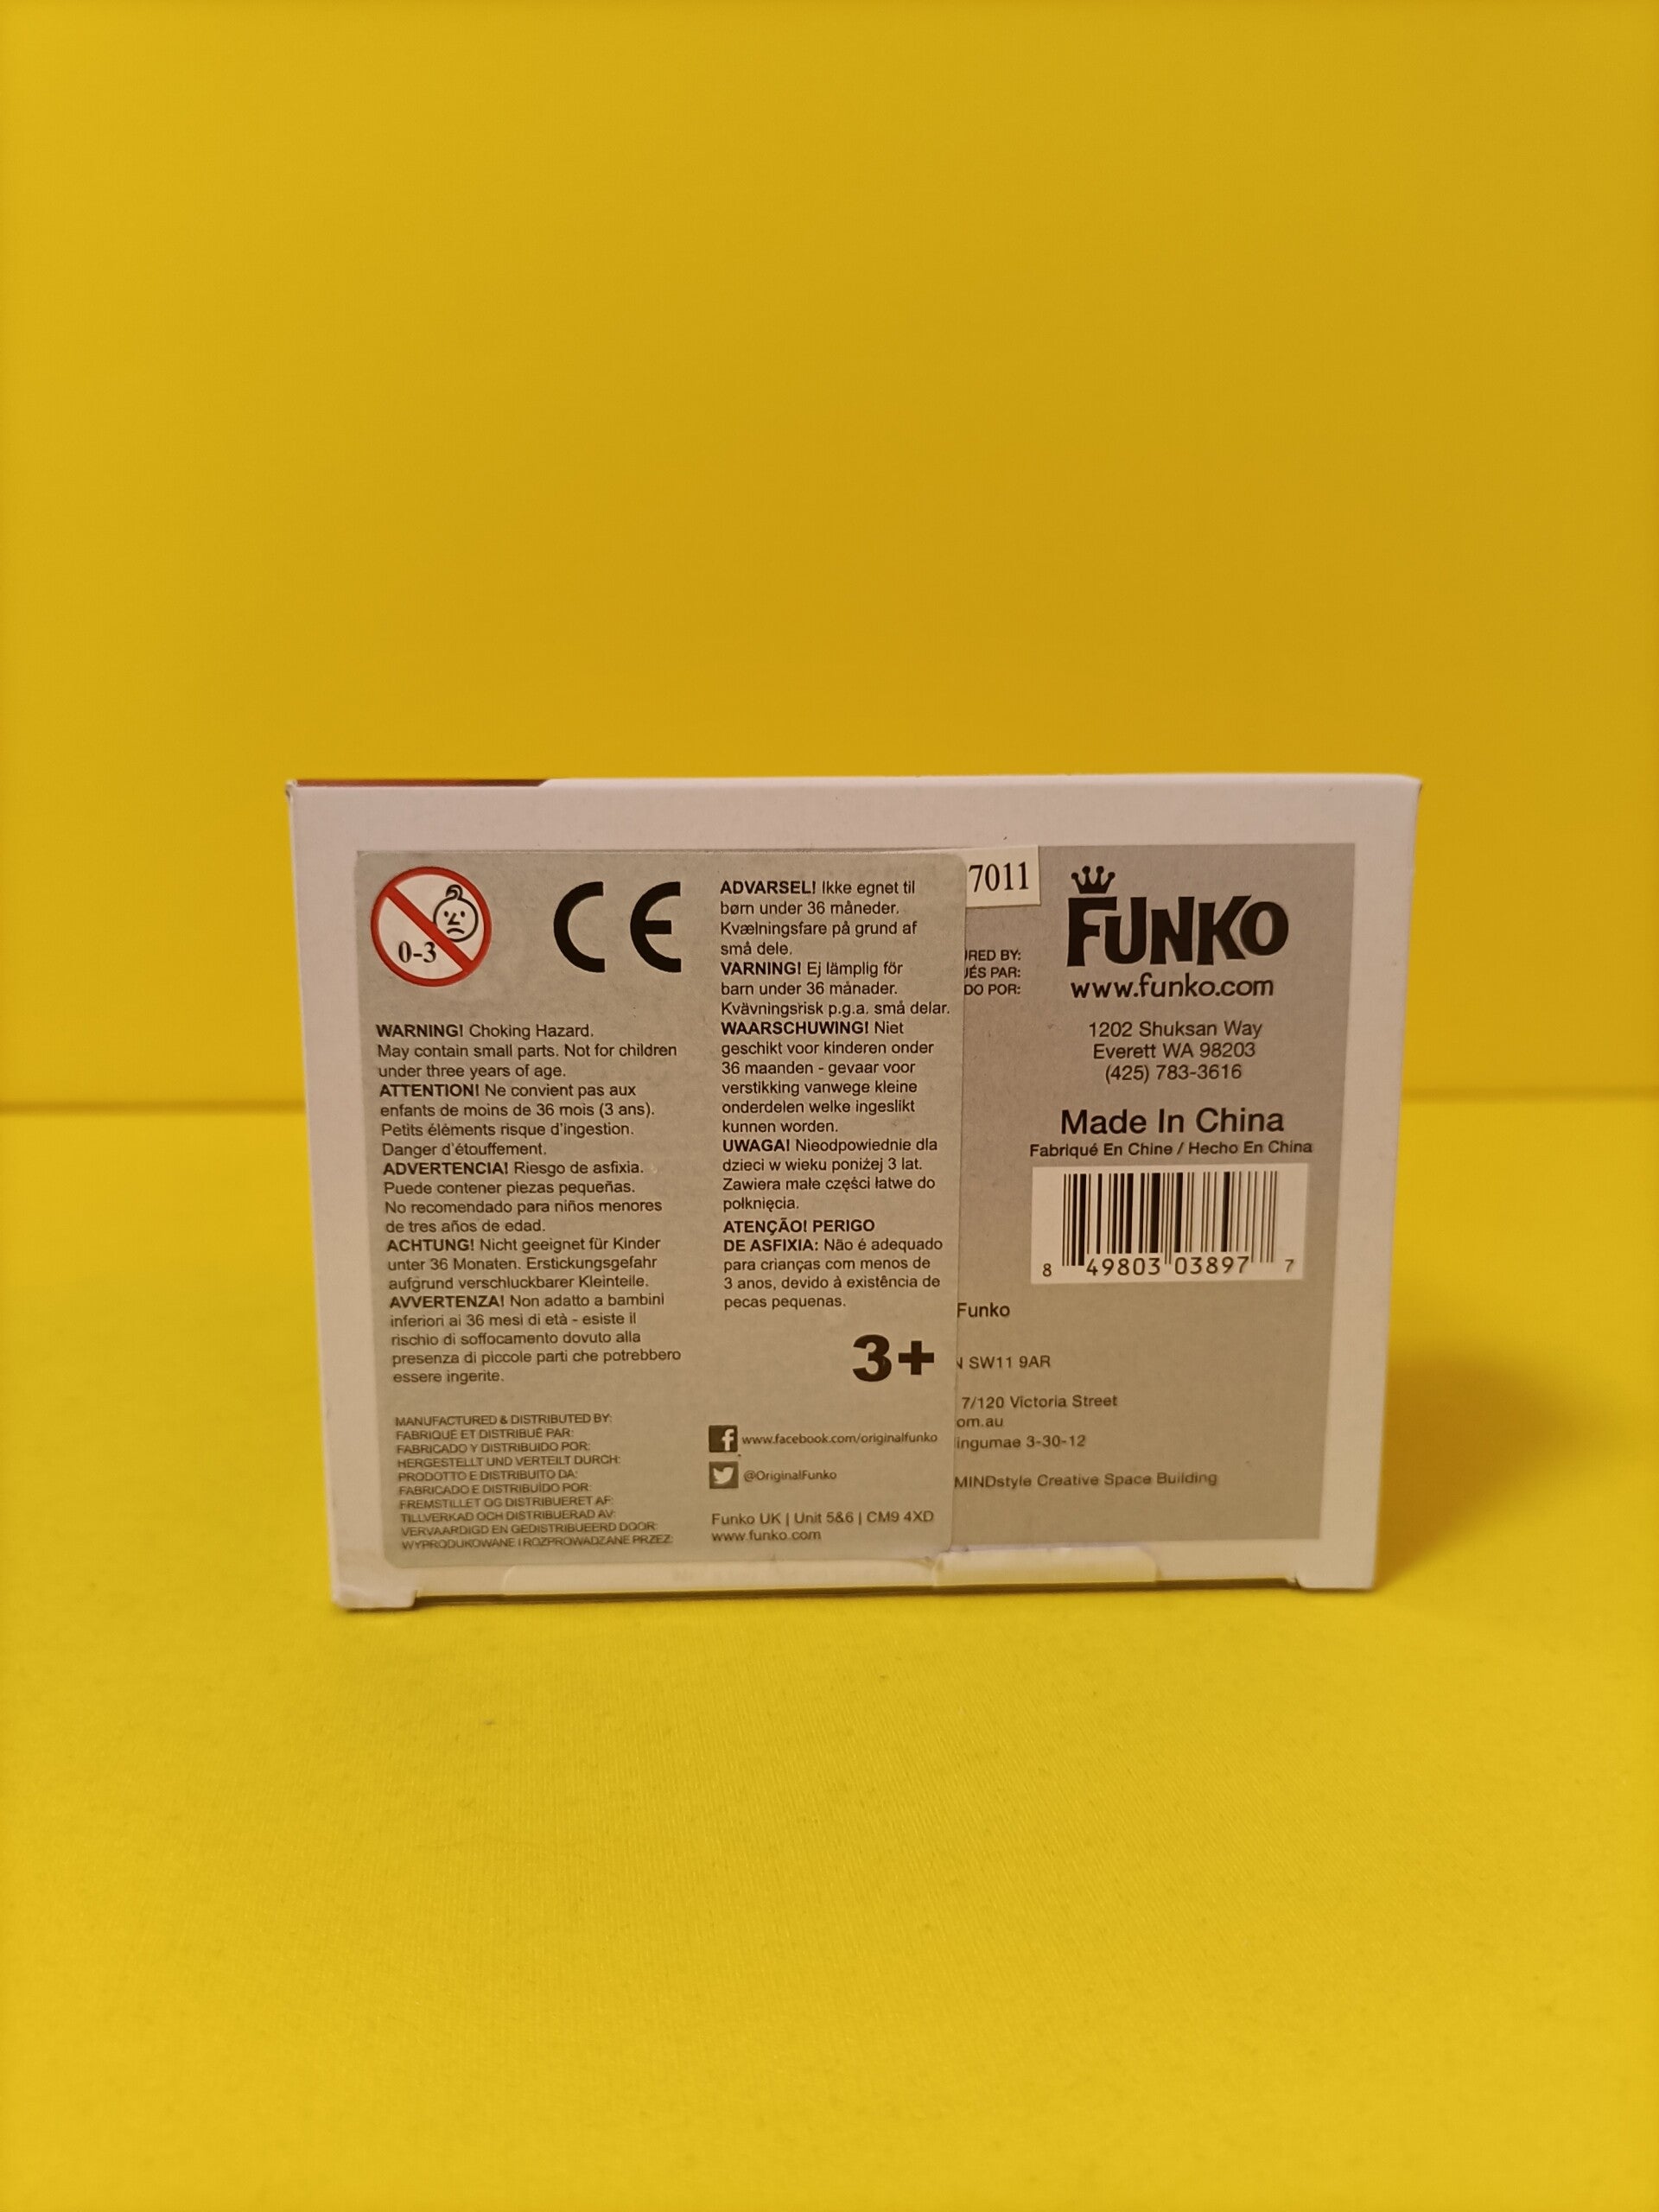 0-3
CE
WARNING! Choking Hazard.
May contain small parts. Not for children
under three years of age.
ATTENTION! Ne convient pas aux
enfants de moins de 36 mois (3 ans).
Petits éléments risque d'ingestion.
Danger d'étouffement.
ADVERTENCIA! Riesgo de asfixia.
Puede contener piezas pequeñas.
No recomendado para niños menores
de tres años de edad.
ACHTUNG! Nicht geeignet für Kinder
unter 36 Monaten. Erstickungsgefahr
aufgrund verschluckbarer Kleinteile.
AVVERTENZA! Non adatto a bambini
inferiori ai 36 mesi di età - esiste il
rischio di soffocamento dovuto alla
presenza di piccole parti che potrebbero
essere ingerite.
MANUFACTURED & DISTRIBUTED BY:
FABRIQUÉ ET DISTRIBUÉ PAR:
FABRICADO Y DISTRIBUIDO POR:
HERGESTELLT UND VERTEILT DURCH:
PRODOTTO E DISTRIBUITO DA:
FABRICADO E DISTRIBUÍDO POR:
FREMSTILLET OG DISTRIBUERET AF:
TILLVERKAD OCH DISTRIBUERAD AV:
VERVAARDIGD EN GEDISTRIBUEERD DOOR:
WYPRODUKOWANE I ROZPROWADZANE PRZEZ:
ADVARSEL! Ikke egnet til
børn under 36 måneder.
Kvælningsfare på grund af
små dele.
VARNING! Ej lämplig för
barn under 36 månader.
Kvävningsrisk p.g.a. små delar.
WAARSCHUWING! Niet
geschikt voor kinderen onder
36 maanden - gevaar voor
verstikking vanwege kleine
onderdelen welke ingeslikt
kunnen worden.
UWAGA! Nieodpowiednie dla
dzieci w wieku poniżej 3 lat.
Zawiera małe części łatwe do
połknięcia.
ATENÇÃO! PERIGO
DE ASFIXIA: Não é adequado
para crianças com menos de
3 anos, devido à existência de
pecas pequenas.
3+
www.facebook.com/originalfunko
@OriginalFunko
Funko UK | Unit 5&6 | CM9 4XD
www.funko.com
7011
RED BY:
ÉS PAR:
DO POR:
FUNKO
www.funko.com
1202 Shuksan Way
Everett WA 98203
(425) 783-3616
Made In China
Fabriqué En Chine / Hecho En China
8 49803 03897 7
Funko
N SW11 9AR
7/120 Victoria Street
om.au
ingumae 3-30-12
MINDstyle Creative Space Building